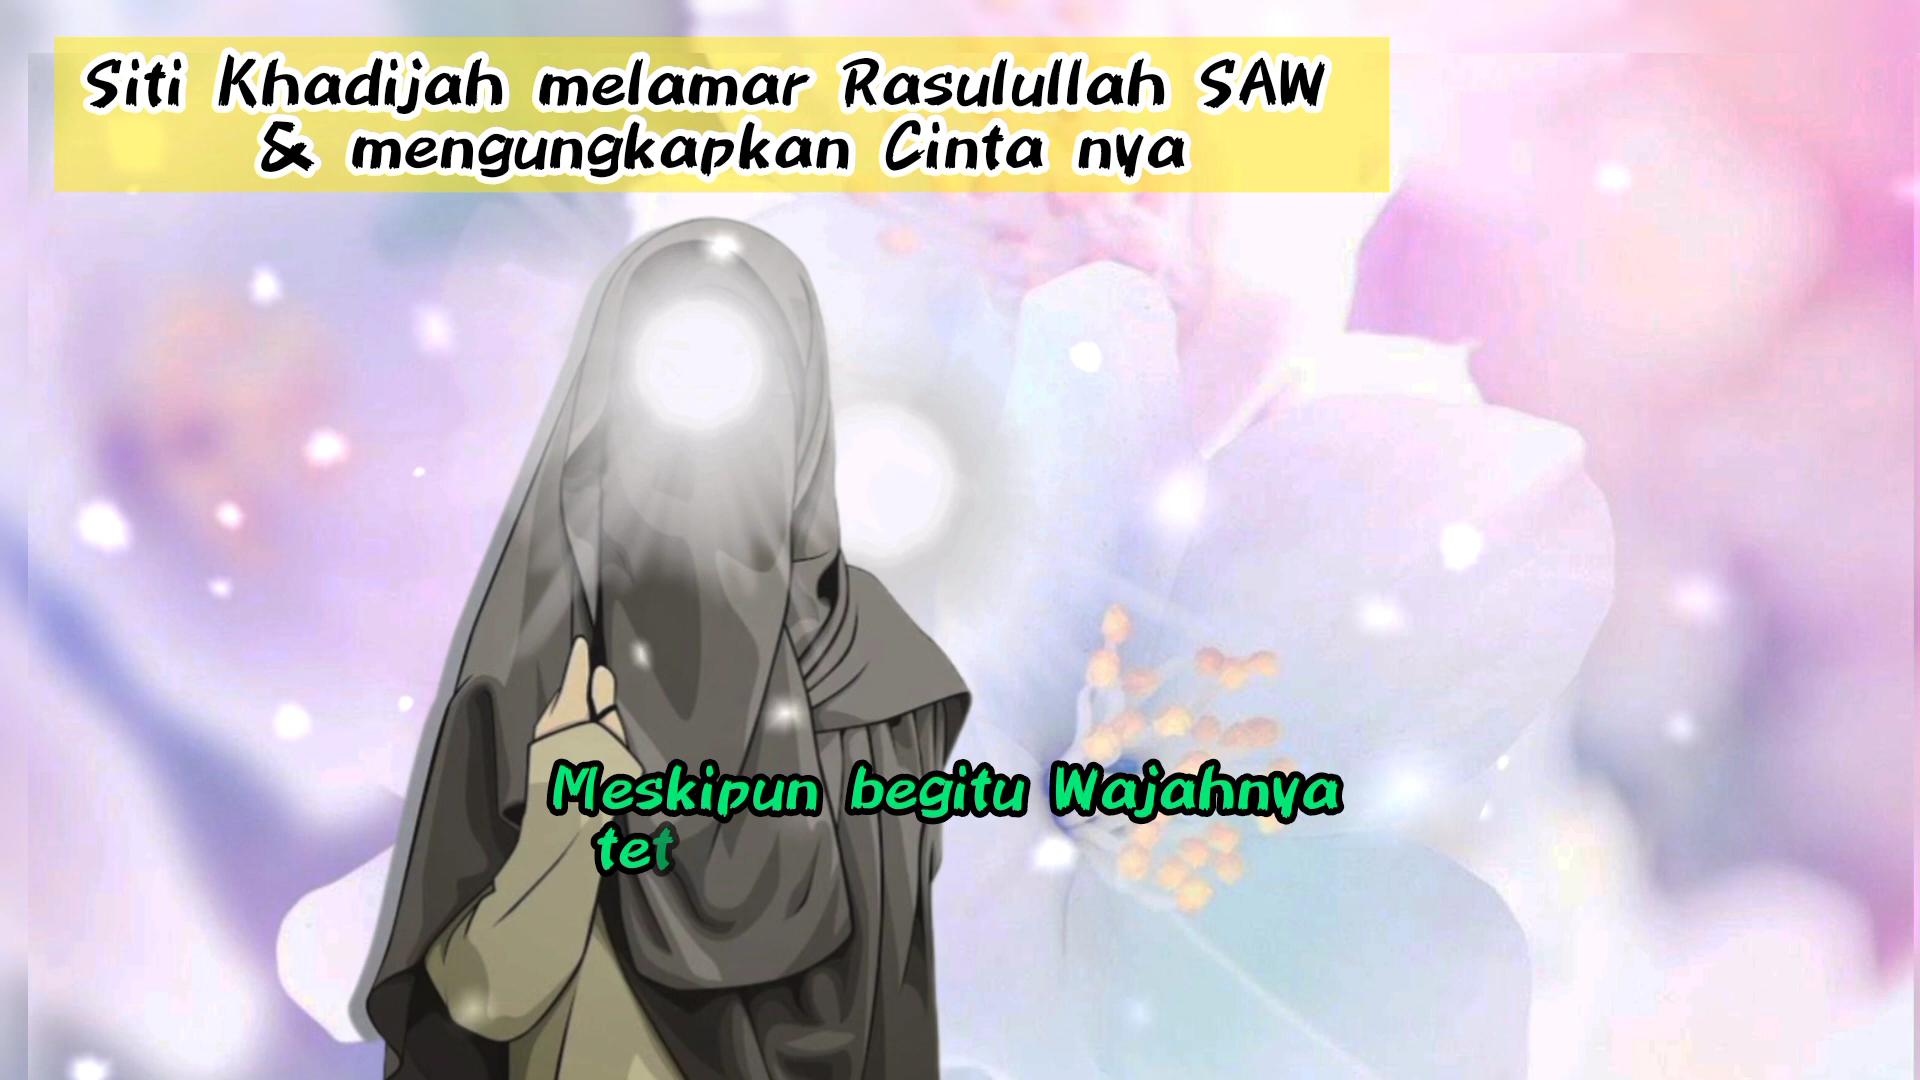 Siti Khadijah melamar Rasulullah SAW
& mengungkapkan Cinta nya
Meskipun begitu Wajahnya
tet